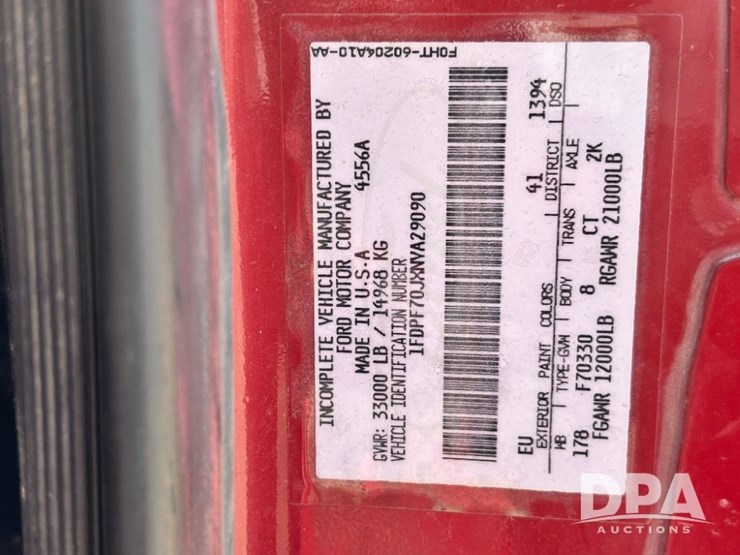 F0HT-60204A10-AA
INCOMPLETE VEHICLE MANUFACTURED BY
FORD MOTOR COMPANY
MADE IN U.S.A 4556A
GVWR: 33000 LB / 14968 KG
VEHICLE IDENTIFICATION NUMBER
1FDPF70JXNVA29090
EU 41 1394
EXTERIOR PAINT COLORS DISTRICT DSO
WB TYPE-GVW BODY TRANS AXLE
178 F70330 8 CT 2K
FGAWR 12000LB RGAWR 21000LB
DPA
AUCTIONS